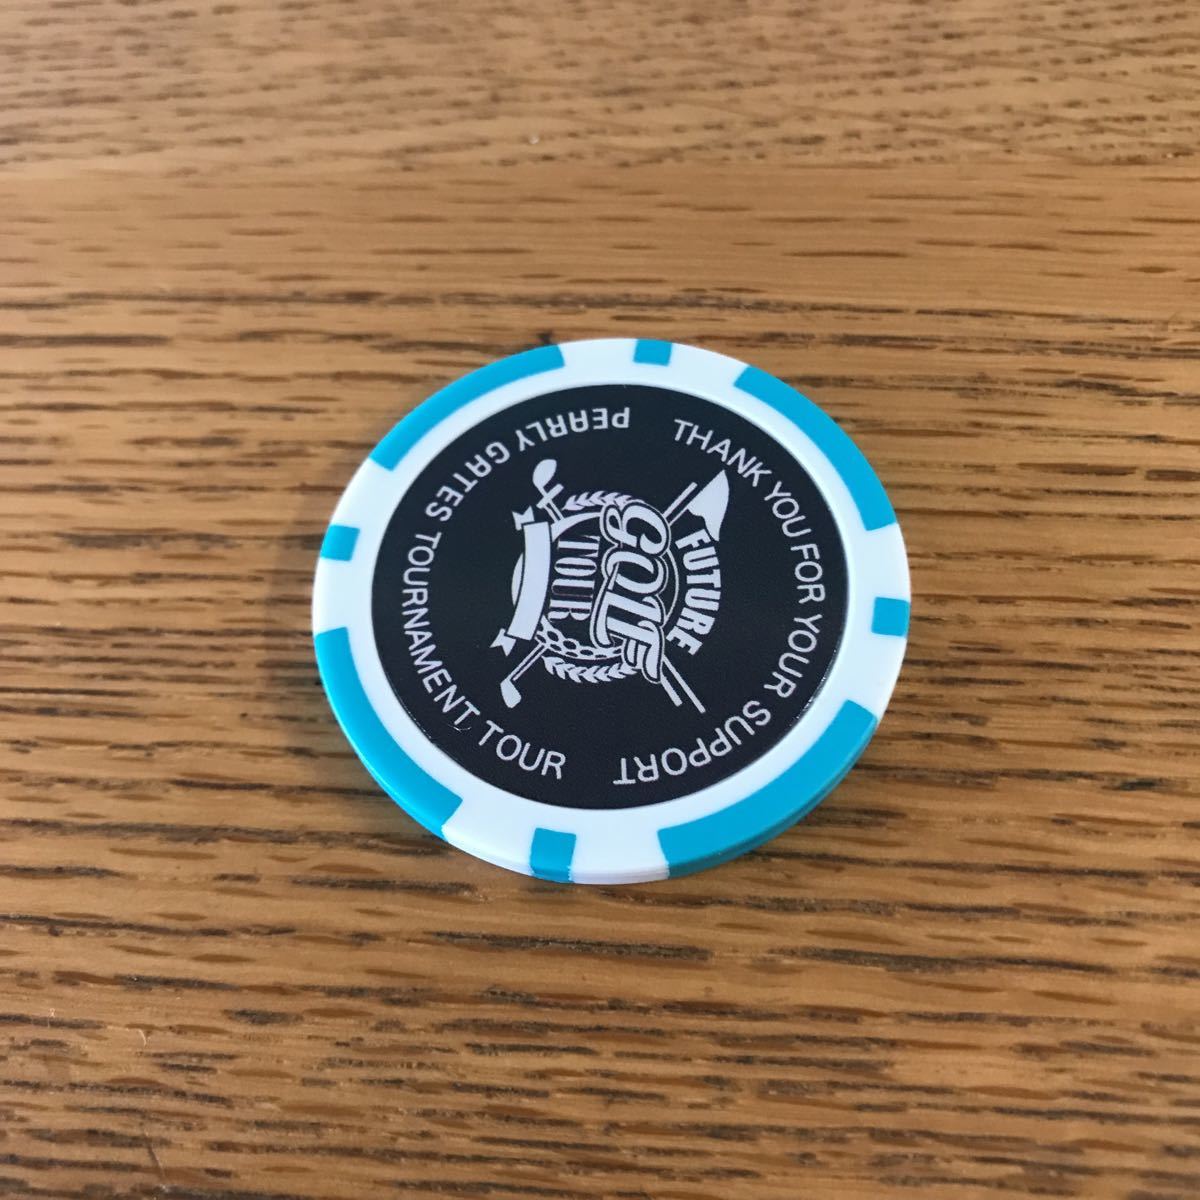 THANK YOU FOR YOUR SUPPORT
FUTURE
GOLF
TOUR
PEARLY GATES TOURNAMENT TOUR